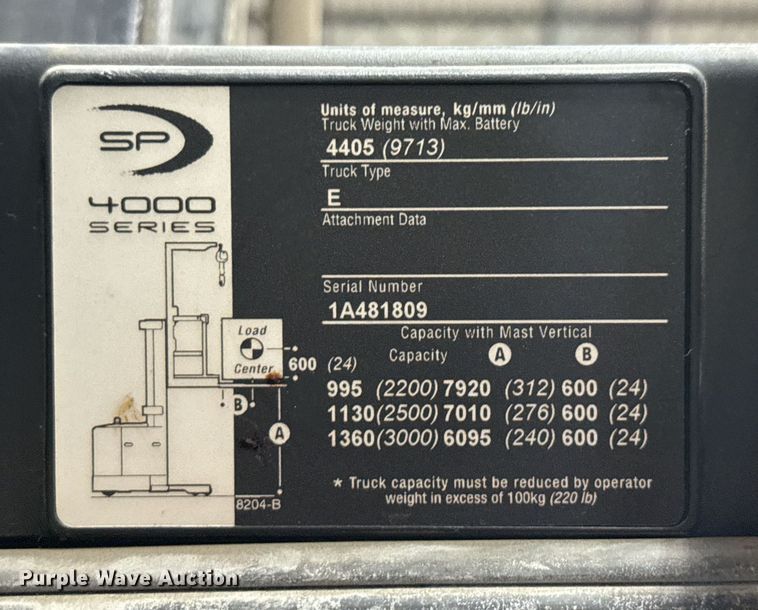 SP
4000
SERIES
Load
Center
600 (24)
B
A
8204-B
Units of measure, kg/mm (lb/in)
Truck Weight with Max. Battery
4405 (9713)
Truck Type
E
Attachment Data
Serial Number
1A481809
Capacity with Mast Vertical
Capacity A B
995 (2200) 7920 (312) 600 (24)
1130 (2500) 7010 (276) 600 (24)
1360 (3000) 6095 (240) 600 (24)
* Truck capacity must be reduced by operator
weight in excess of 100kg (220 lb)
Purple Wave Auction